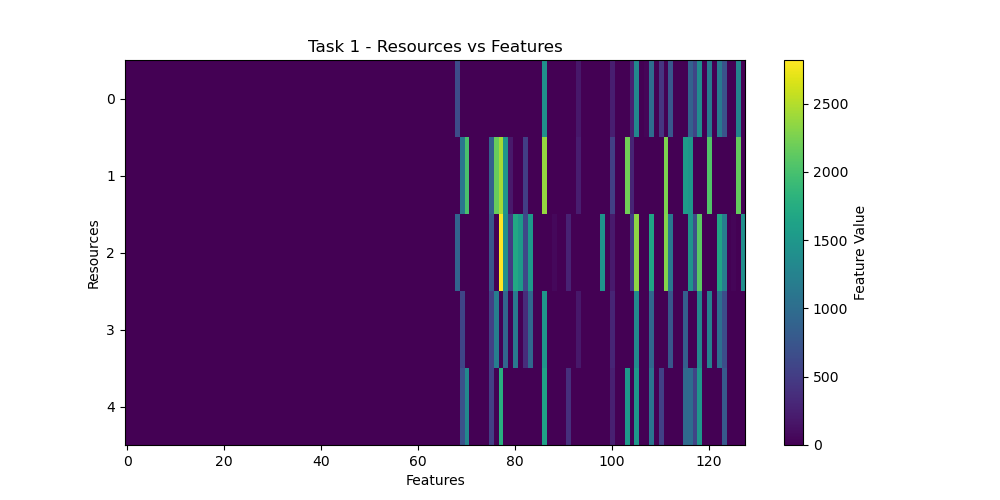 Task 1 - Resources vs Features
0
1
2
3
4
Resources
0 20 40 60 80 100 120
Features
2500
2000
1500
1000
500
0
Feature Value